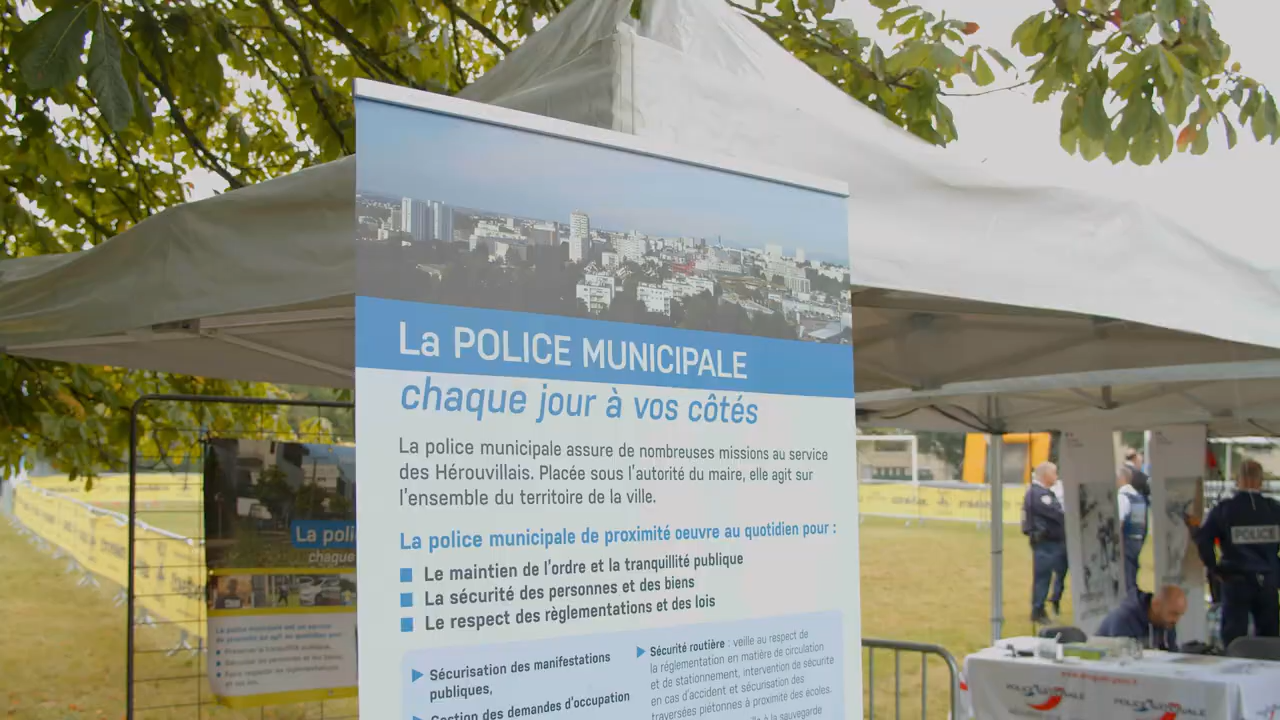 La POLICE MUNICIPALE
chaque jour à vos côtés
La police municipale assure de nombreuses missions au service
des Hérouvillais. Placée sous l'autorité du maire, elle agit sur
l'ensemble du territoire de la ville.
La police municipale de proximité oeuvre au quotidien pour :
Le maintien de l'ordre et la tranquillité publique
La sécurité des personnes et des biens
Le respect des règlementations et des lois
Sécurisation des manifestations
publiques,
Gestion des demandes d'occupation
Sécurité routière : veille au respect de
la réglementation en matière de circulation
et de stationnement, intervention de sécurité
en cas d'accident et sécurisation des
traversées piétonnes à proximité des écoles.
à la sauvegarde
La poli
chaque
POLICE
POLICE NATIONALE